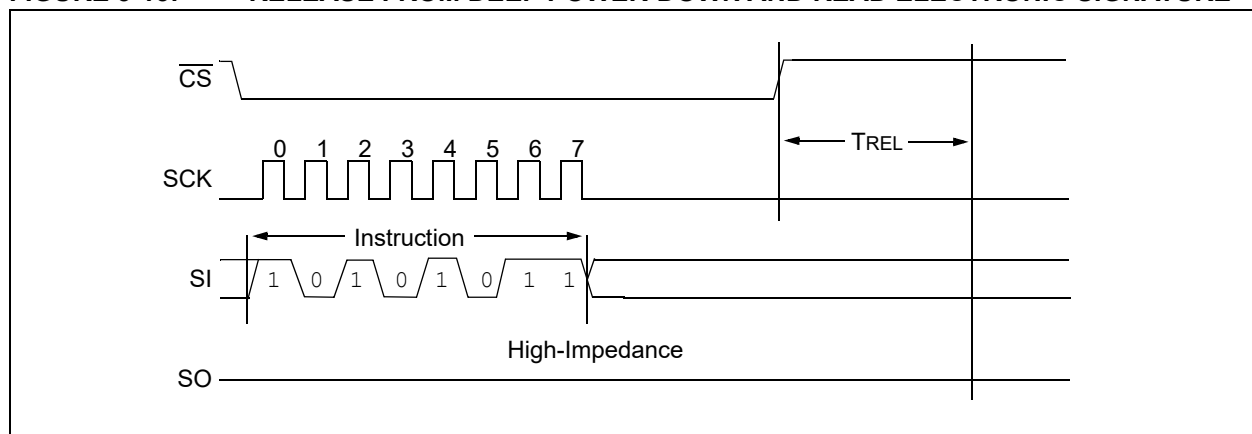 CS
TREL
0 1 2 3 4 5 6 7
SCK
Instruction
SI 1 0 1 0 1 0 1 1
High-Impedance
SO